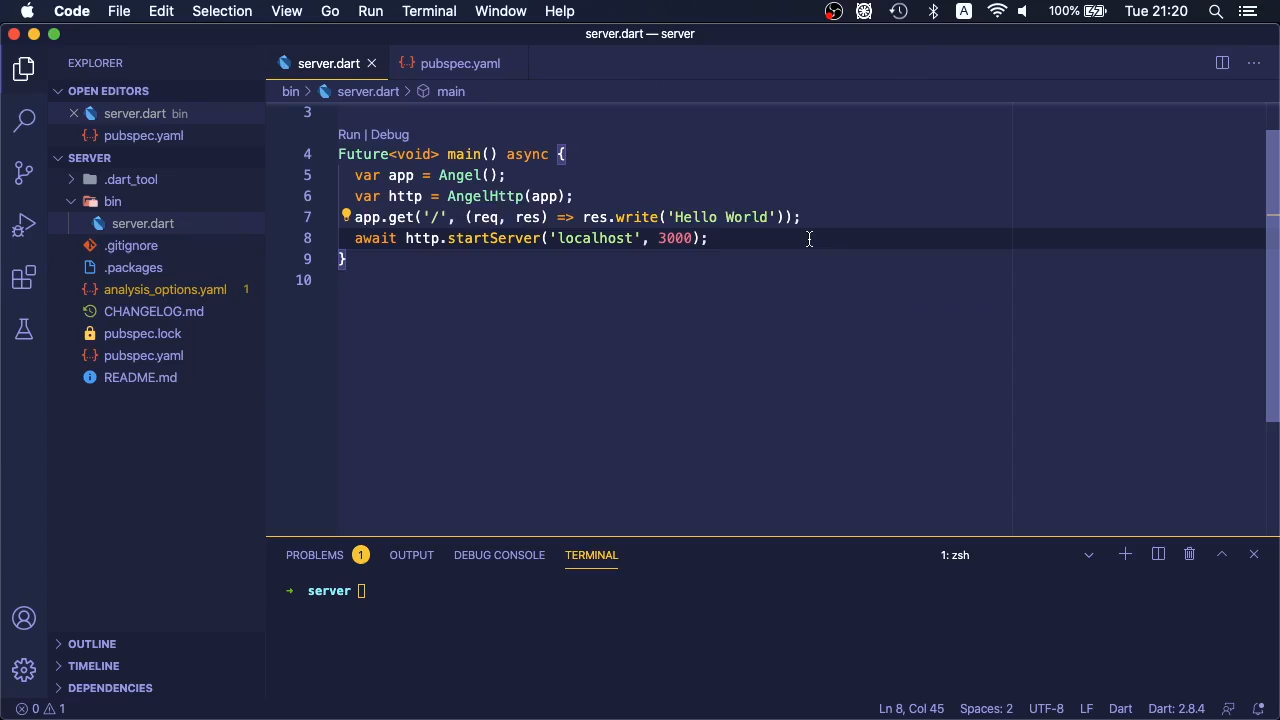 Code File Edit Selection View Go Run Terminal Window Help A 100% Tue 21:20
server.dart — server
EXPLORER
server.dart pubspec.yaml
OPEN EDITORS
bin server.dart main
server.dart bin
pubspec.yaml
SERVER
.dart_tool
bin
server.dart
.gitignore
.packages
analysis_options.yaml 1
CHANGELOG.md
pubspec.lock
pubspec.yaml
README.md
OUTLINE
TIMELINE
DEPENDENCIES
3
Run | Debug
4 Future<void> main() async {
5 var app = Angel();
6 var http = AngelHttp(app);
7 app.get('/', (req, res) => res.write('Hello World'));
8 await http.startServer('localhost', 3000);
9 }
10
PROBLEMS 1 OUTPUT DEBUG CONSOLE TERMINAL 1: zsh
→ server
0 1 Ln 8, Col 45 Spaces: 2 UTF-8 LF Dart Dart: 2.8.4